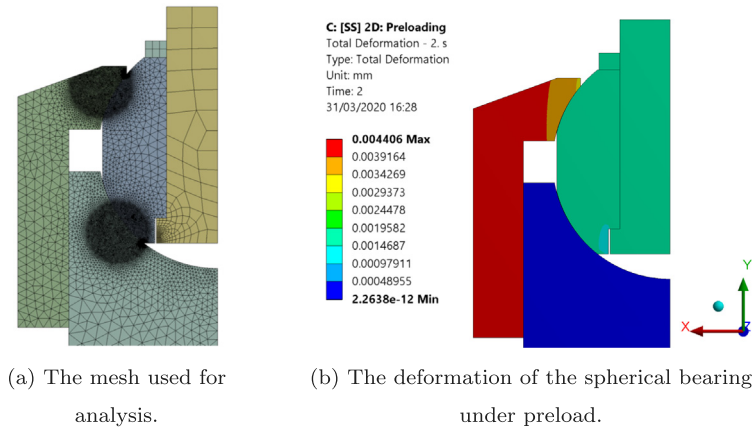 C: [SS] 2D: Preloading
Total Deformation - 2. s
Type: Total Deformation
Unit: mm
Time: 2
31/03/2020 16:28
0.004406 Max
0.0039164
0.0034269
0.0029373
0.0024478
0.0019582
0.0014687
0.00097911
0.00048955
2.2638e-12 Min
Y
X
Z
(a) The mesh used for
analysis.
(b) The deformation of the spherical bearing
under preload.